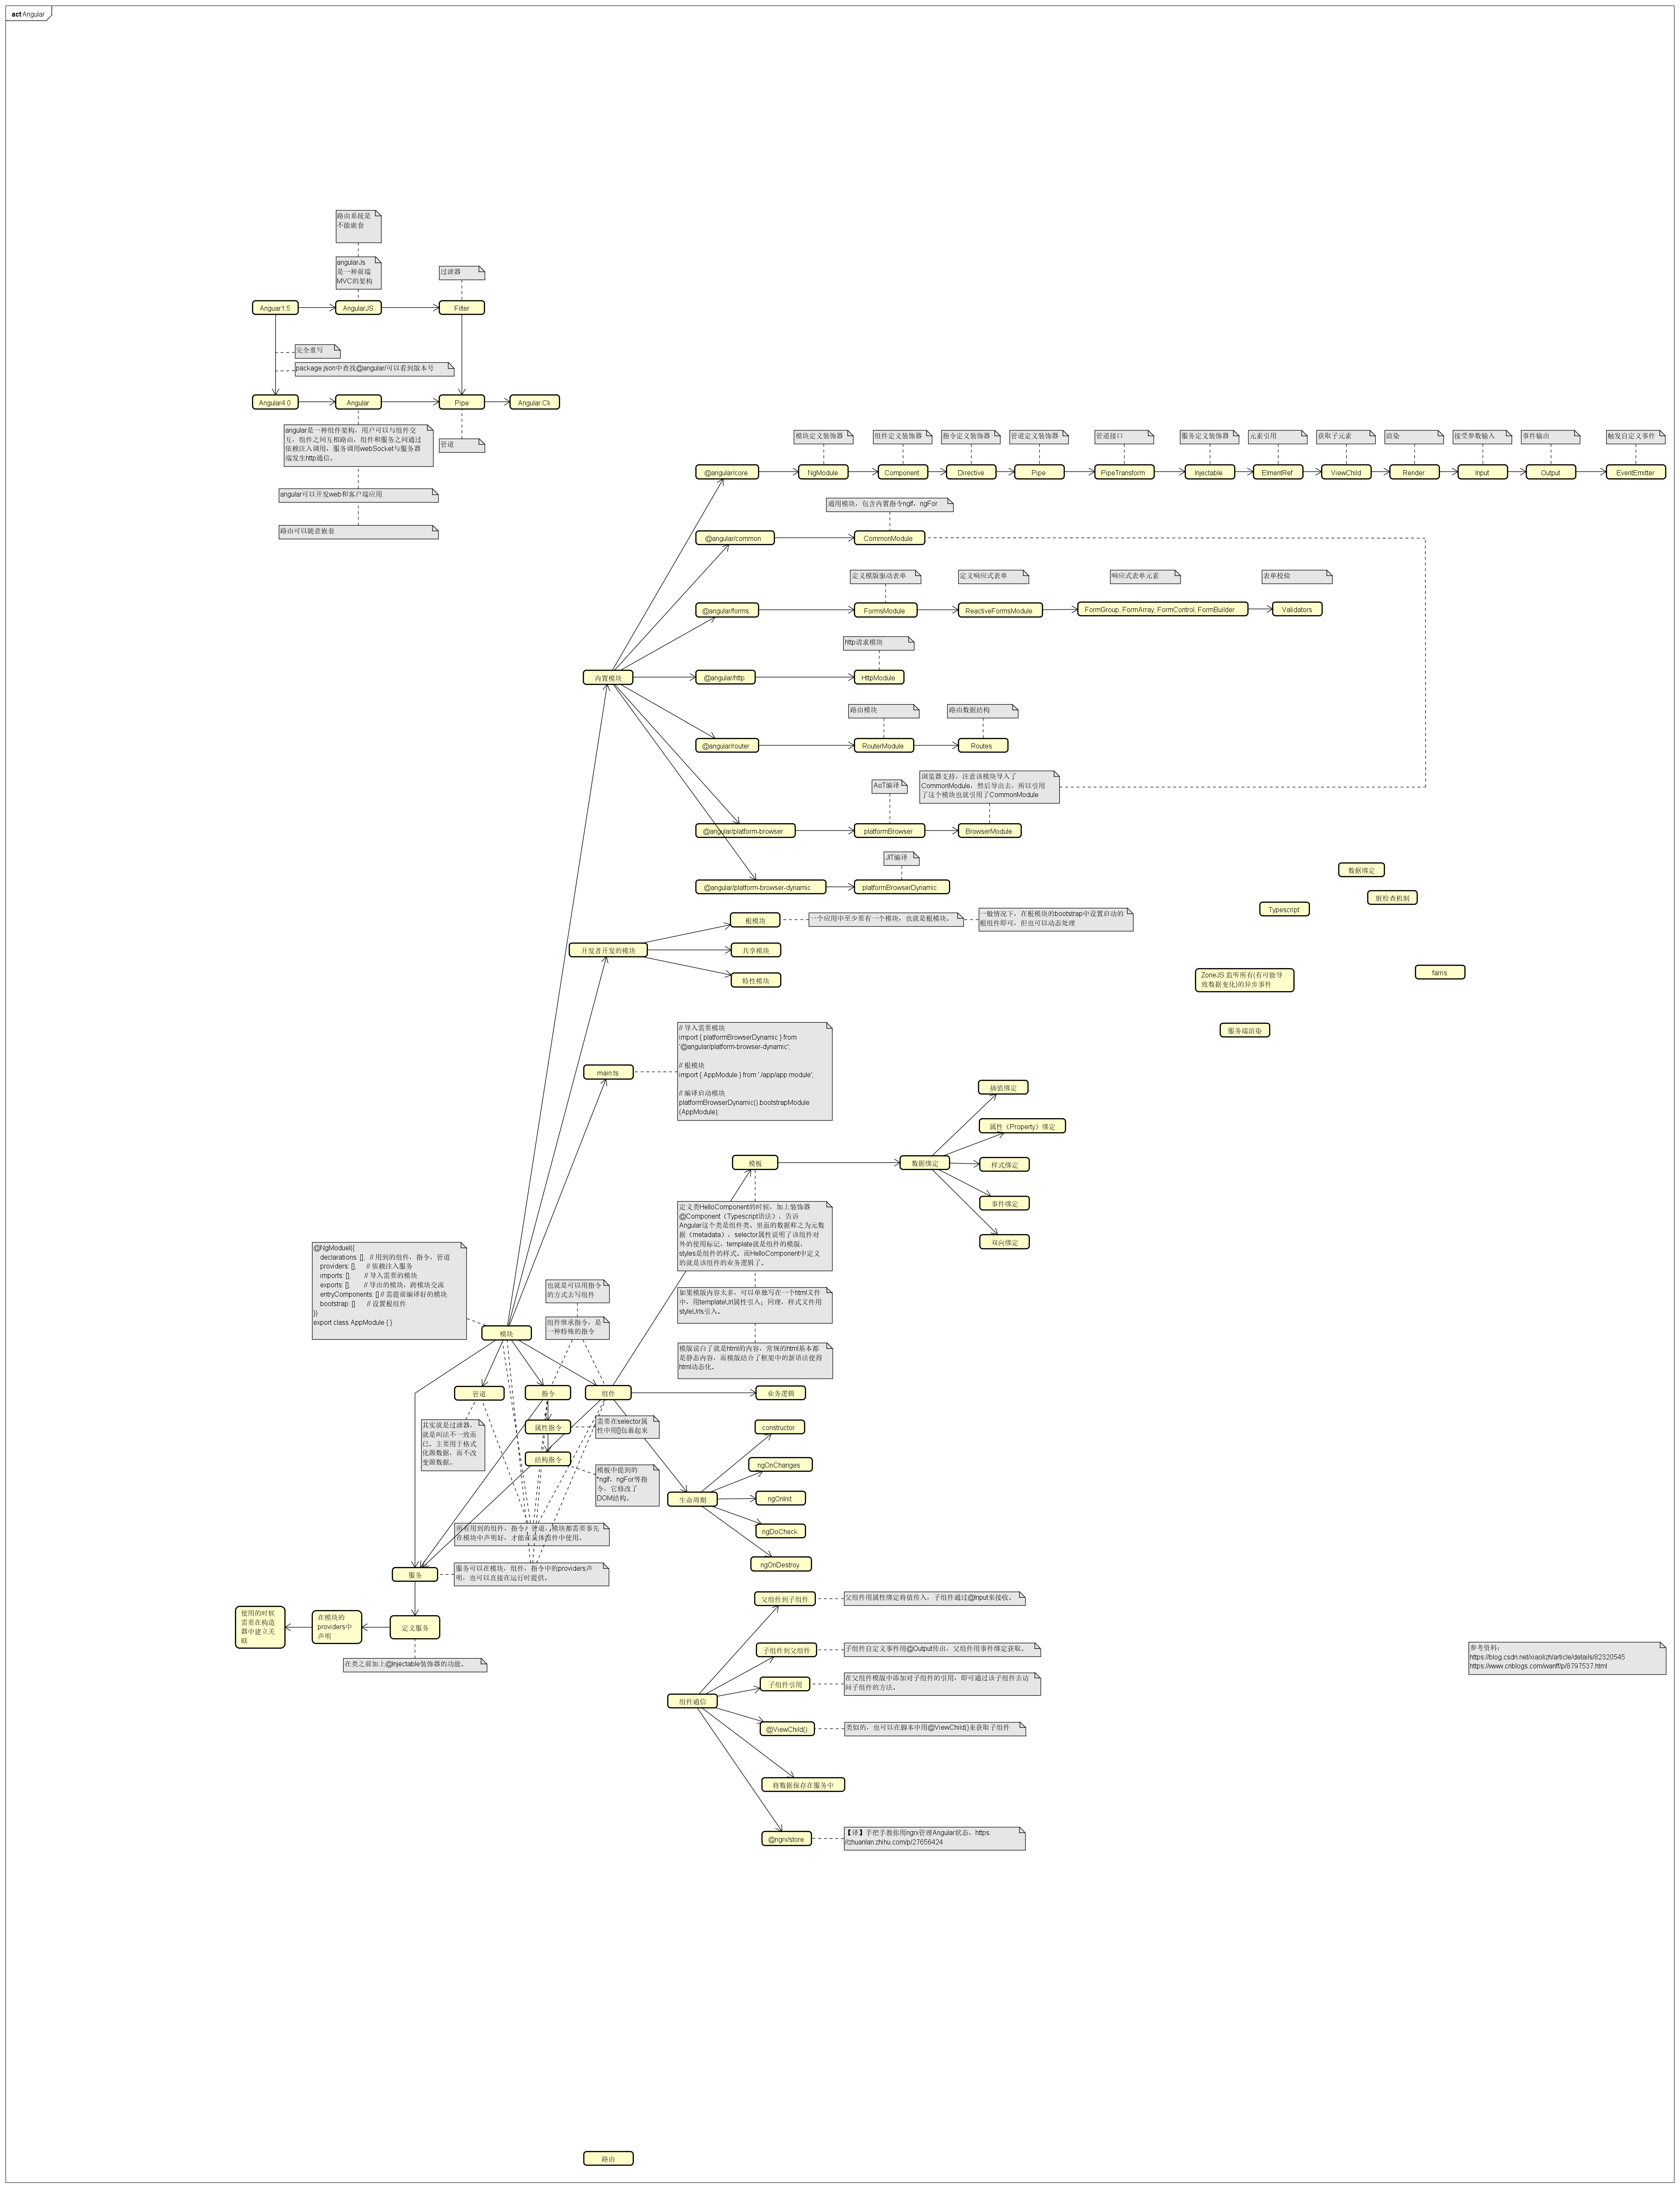 act Angular
路由系统是
不能嵌套
angularJs
是一种前端
MVC的架构
过滤器
Anguar1.5
AngularJS
Filter
完全重写
package.json中查找@angular/可以看到版本号
Angular4.0
Angular
Pipe
Angular Cli
angular是一种组件架构，用户可以与组件交
互，组件之间互和路由，组件和服务之间通过
依赖注入调用，服务调用webSocket与服务器
端发生http通信。
管道
angular可以开发web和客户端应用
路由可以随意嵌套
模块定义装饰器
组件定义装饰器
指令定义装饰器
管道定义装饰器
管道接口
服务定义装饰器
元素引用
获取子元素
渲染
接受参数输入
事件输出
触发自定义事件
@angular/core
NgModule
Component
Directive
Pipe
PipeTransform
Injectable
ElmentRef
ViewChild
Render
Input
Output
EventEmitter
通用模块，包含内置指令ngIf，ngFor
@angular/common
CommonModule
定义模版驱动表单
定义响应式表单
响应式表单元素
表单校验
@angular/forms
FormsModule
ReactiveFormsModule
FormGroup, FormArray, FormControl, FormBuilder
Validators
http请求模块
内置模块
@angular/http
HttpModule
路由模块
路由数据结构
@angular/router
RouterModule
Routes
AoT编译
浏览器支持，注意该模块导入了
CommonModule，然后导出去，所以引用
了这个模块也就引用了CommonModule
@angular/platform-browser
platformBrowser
BrowserModule
JIT编译
@angular/platform-browser-dynamic
platformBrowserDynamic
数据绑定
脏检查机制
Typescript
根模块
一个应用中至少要有一个模块，也就是根模块。
一般情况下，在根模块的bootstrap中设置启动的
根组件即可，但也可以动态处理
开发者开发的模块
共享模块
特性模块
ZoneJS 监听所有(有可能导
致数据变化)的异步事件
farris
服务端渲染
main.ts
// 导入需要模块
import { platformBrowserDynamic } from
'@angular/platform-browser-dynamic';
// 根模块
import { AppModule } from './app/app.module';
// 编译启动模块
platformBrowserDynamic().bootstrapModule
(AppModule);
插值绑定
属性（Property）绑定
模板
数据绑定
样式绑定
事件绑定
双向绑定
定义类HelloComponent的时候，加上装饰器
@Component（Typescript语法），告诉
Angular这个类是组件类。里面的数据称之为元数
据（metadata），selector属性说明了该组件对
外的使用标记，template就是组件的模版，
styles是组件的样式。而HelloComponent中定义
的就是该组件的业务逻辑了。
@NgModuel({
declarations: [], // 用到的组件，指令，管道
providers: [], // 依赖注入服务
imports: [], // 导入需要的模块
exports: [], // 导出的模块，跨模块交流
entryComponents: [] // 需提前编译好的模块
bootstrap: [] // 设置根组件
})
export class AppModule { }
也就是可以用指令
的方式去写组件
如果模版内容太多，可以单独写在一个html文件
中，用templateUrl属性引入；同理，样式文件用
styleUrls引入。
组件继承指令，是
一种特殊的指令
模块
模版说白了就是html的内容，常规的html基本都
是静态内容，而模版结合了框架中的新语法使得
html动态化。
管道
指令
组件
业务逻辑
其实就是过滤器，
就是叫法不一致而
已，主要用于格式
化源数据，而不改
变源数据。
属性指令
需要在selector属
性中用[]包裹起来
结构指令
模板中提到的
*ngIf，ngFor等指
令，它修改了
DOM结构。
constructor
ngOnChanges
生命周期
ngOnInit
ngDoCheck
ngOnDestroy
所有用到的组件，指令，管道，模块都需要事先
在模块中声明好，才能在具体组件中使用。
服务
服务可以在模块，组件，指令中的providers声
明，也可以直接在运行时提供。
使用的时候
需要在构造
器中建立关
联
在模块的
providers中
声明
定义服务
在类之前加上@Injectable装饰器的功能。
父组件到子组件
父组件用属性绑定将值传入，子组件通过@Input来接收。
子组件到父组件
子组件自定义事件用@Output传出，父组件用事件绑定获取。
子组件引用
在父组件模版中添加对子组件的引用，即可通过该子组件去访
问子组件的方法。
组件通信
@ViewChild()
类似的，也可以在脚本中用@ViewChild()来获取子组件
将数据保存在服务中
@ngrx/store
【译】手把手教你用ngrx管理Angular状态，https:
//zhuanlan.zhihu.com/p/27656424
参考资料：
https://blog.csdn.net/xiaolizh/article/details/82320545
https://www.cnblogs.com/wanff/p/8797537.html
路由